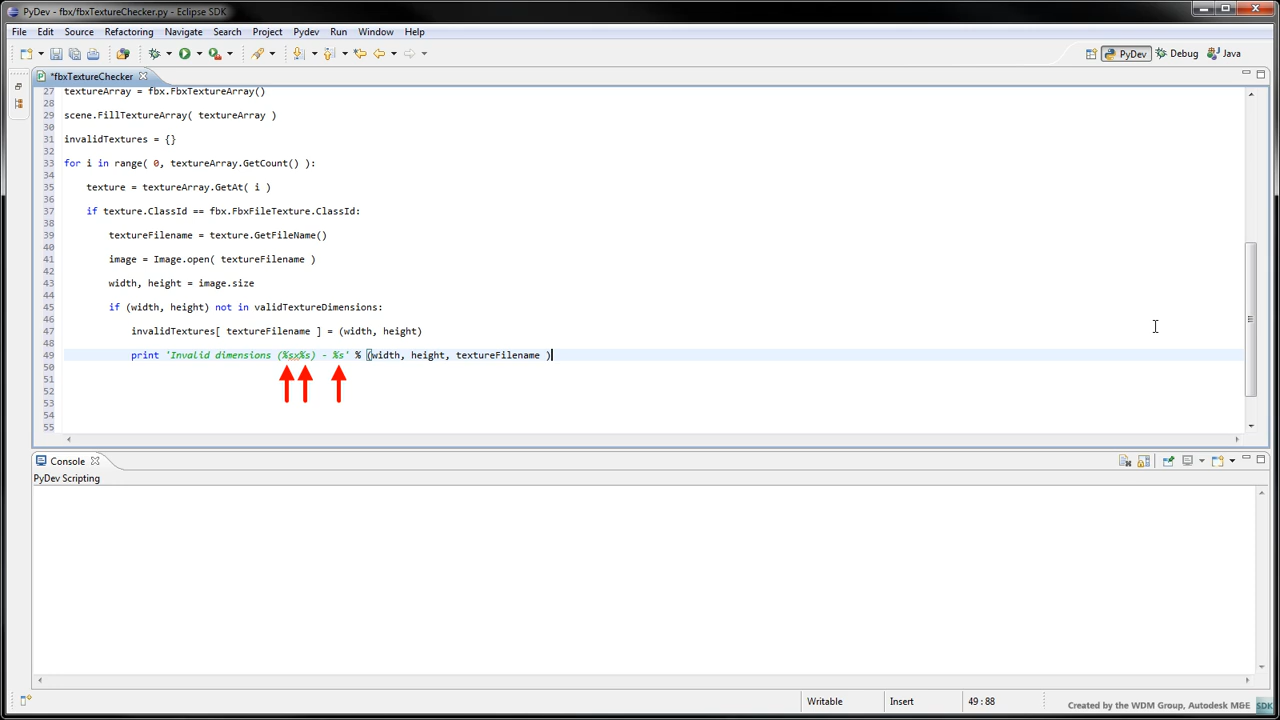 PyDev - fbx/fbxTextureChecker.py - Eclipse SDK
File Edit Source Refactoring Navigate Search Project Pydev Run Window Help
PyDev Debug Java
*fbxTextureChecker
27 textureArray = fbx.FbxTextureArray()
28
29 scene.FillTextureArray( textureArray )
30
31 invalidTextures = {}
32
33 for i in range( 0, textureArray.GetCount() ):
34
35 texture = textureArray.GetAt( i )
36
37 if texture.ClassId == fbx.FbxFileTexture.ClassId:
38
39 textureFilename = texture.GetFileName()
40
41 image = Image.open( textureFilename )
42
43 width, height = image.size
44
45 if (width, height) not in validTextureDimensions:
46
47 invalidTextures[ textureFilename ] = (width, height)
48
49 print 'Invalid dimensions (%sx%s) - %s' % (width, height, textureFilename )
50
51
52
53
54
55
Console
PyDev Scripting
Writable Insert 49 : 88
Created by the WDM Group, Autodesk M&E SDK